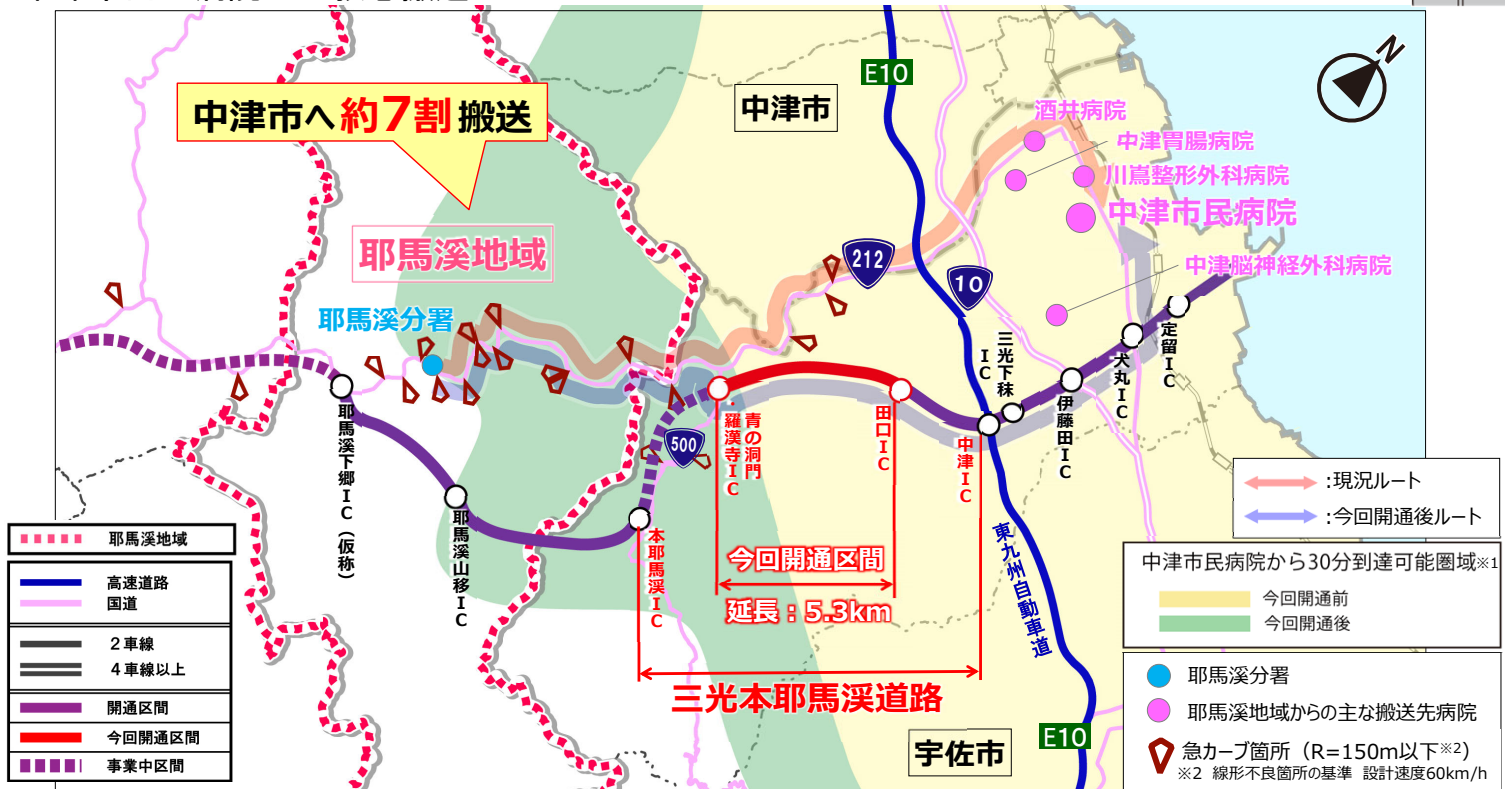 E10
N
中津市
酒井病院
中津市へ約7割搬送
中津胃腸病院
川嶌整形外科病院
中津市民病院
耶馬溪地域
212
10
中津脳神経外科病院
耶馬溪分署
定留IC
三光下秣IC
犬丸IC
伊藤田IC
青の洞門・羅漢寺IC
田口IC
中津IC
500
耶馬溪下郷IC（仮称）
耶馬溪山移IC
本耶馬渓IC
今回開通区間
延長：5.3km
東九州自動車道
三光本耶馬渓道路
宇佐市
E10
耶馬溪地域
高速道路
国道
2車線
4車線以上
開通区間
今回開通区間
事業中区間
:現況ルート
:今回開通後ルート
中津市民病院から30分到達可能圏域※1
今回開通前
今回開通後
耶馬溪分署
耶馬溪地域からの主な搬送先病院
急カーブ箇所（R=150m以下※2）
※2 線形不良箇所の基準 設計速度60km/h